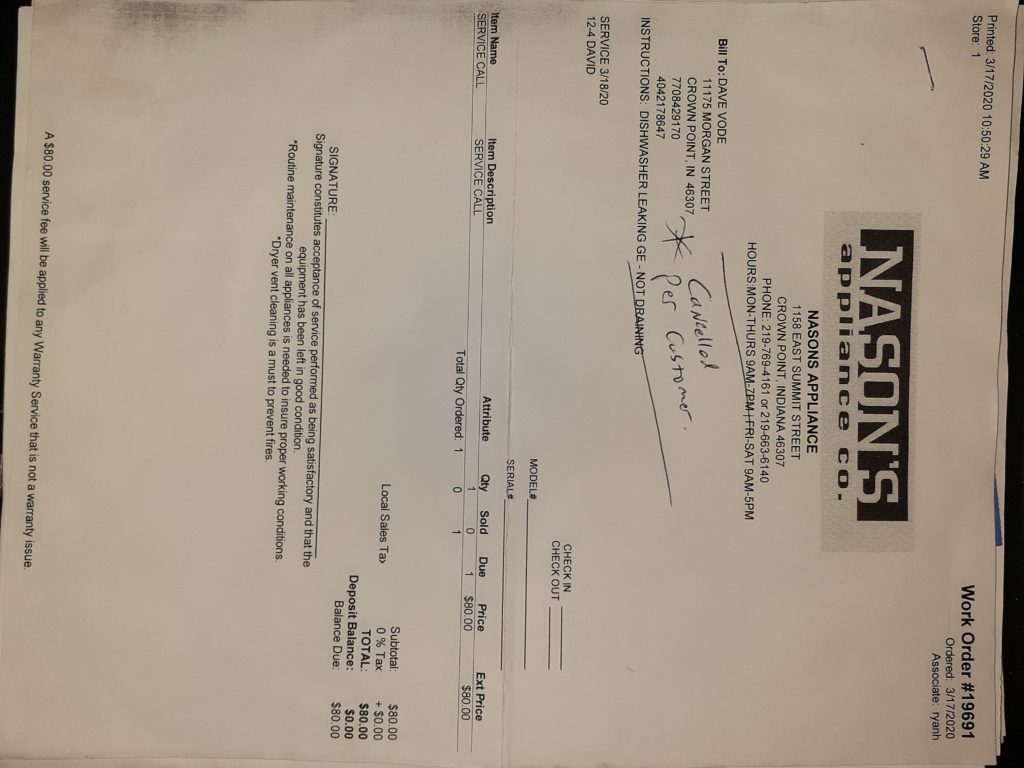 Printed: 3/17/2020 10:50:29 AM
Store: 1
Work Order #19691
Ordered: 3/17/2020
Associate: ryanh
NASON'S
appliance co.
NASONS APPLIANCE
1158 EAST SUMMIT STREET
CROWN POINT, INDIANA 46307
PHONE: 219-769-4161 or 219-663-6140
HOURS:MON-THURS 9AM-7PM | FRI-SAT 9AM-5PM
Bill To: DAVE VODE
11175 MORGAN STREET
CROWN POINT, IN 46307
7708429170
4042178647
* Cancelled
per customer.
INSTRUCTIONS: DISHWASHER LEAKING GE - NOT DRAINING
SERVICE 3/18/20
12-4 DAVID
CHECK IN
CHECK OUT
MODEL#
SERIAL#
Item Name Item Description Attribute Qty Sold Due Price Ext Price
SERVICE CALL SERVICE CALL 1 0 1 $80.00 $80.00
Total Qty Ordered: 1 0 1
Subtotal: $80.00
Local Sales Tax 0 % Tax: + $0.00
TOTAL: $80.00
Deposit Balance: $0.00
Balance Due: $80.00
SIGNATURE:
Signature constitutes acceptance of service performed as being satisfactory and that the
equipment has been left in good condition.
*Routine maintenance on all appliances is needed to insure proper working conditions.
*Dryer vent cleaning is a must to prevent fires.
A $80.00 service fee will be applied to any Warranty Service that is not a warranty issue.